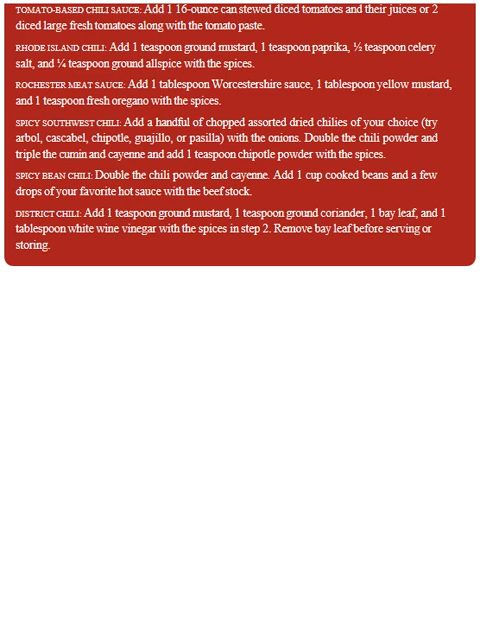 TOMATO-BASED CHILI SAUCE: Add 1 16-ounce can stewed diced tomatoes and their juices or 2
diced large fresh tomatoes along with the tomato paste.
RHODE ISLAND CHILI: Add 1 teaspoon ground mustard, 1 teaspoon paprika, ½ teaspoon celery
salt, and ¼ teaspoon ground allspice with the spices.
ROCHESTER MEAT SAUCE: Add 1 tablespoon Worcestershire sauce, 1 tablespoon yellow mustard,
and 1 teaspoon fresh oregano with the spices.
SPICY SOUTHWEST CHILI: Add a handful of chopped assorted dried chilies of your choice (try
arbol, cascabel, chipotle, guajillo, or pasilla) with the onions. Double the chili powder and
triple the cumin and cayenne and add 1 teaspoon chipotle powder with the spices.
SPICY BEAN CHILI: Double the chili powder and cayenne. Add 1 cup cooked beans and a few
drops of your favorite hot sauce with the beef stock.
DISTRICT CHILI: Add 1 teaspoon ground mustard, 1 teaspoon ground coriander, 1 bay leaf, and 1
tablespoon white wine vinegar with the spices in step 2. Remove bay leaf before serving or
storing.